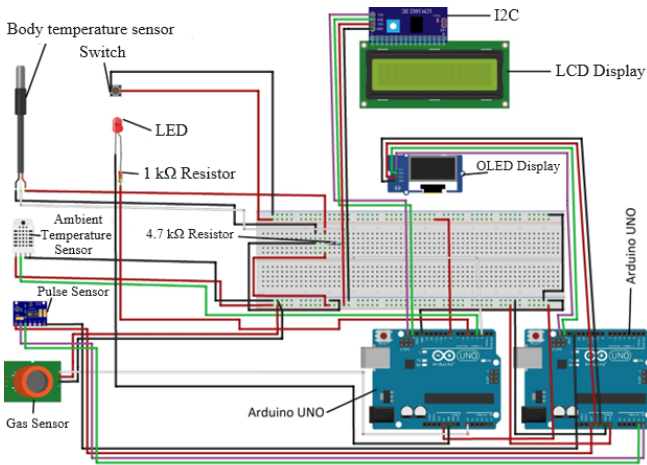 Body temperature sensor
Switch
I2C
LCD Display
LED
1 kΩ Resistor
OLED Display
Ambient
Temperature
Sensor
4.7 kΩ Resistor
Pulse Sensor
Arduino UNO
UNO
UNO
Arduino UNO
Gas Sensor